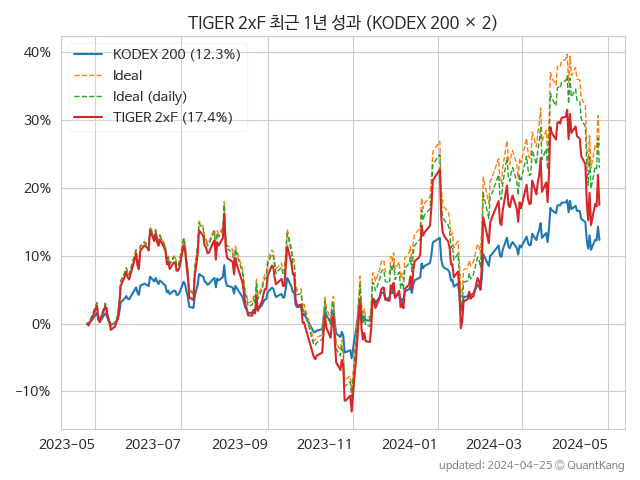 TIGER 2xF 최근 1년 성과 (KODEX 200 × 2)
KODEX 200 (12.3%)
Ideal
Ideal (daily)
TIGER 2xF (17.4%)
40%
30%
20%
10%
0%
−10%
2023-05 2023-07 2023-09 2023-11 2024-01 2024-03 2024-05
updated: 2024-04-25 © QuantKang